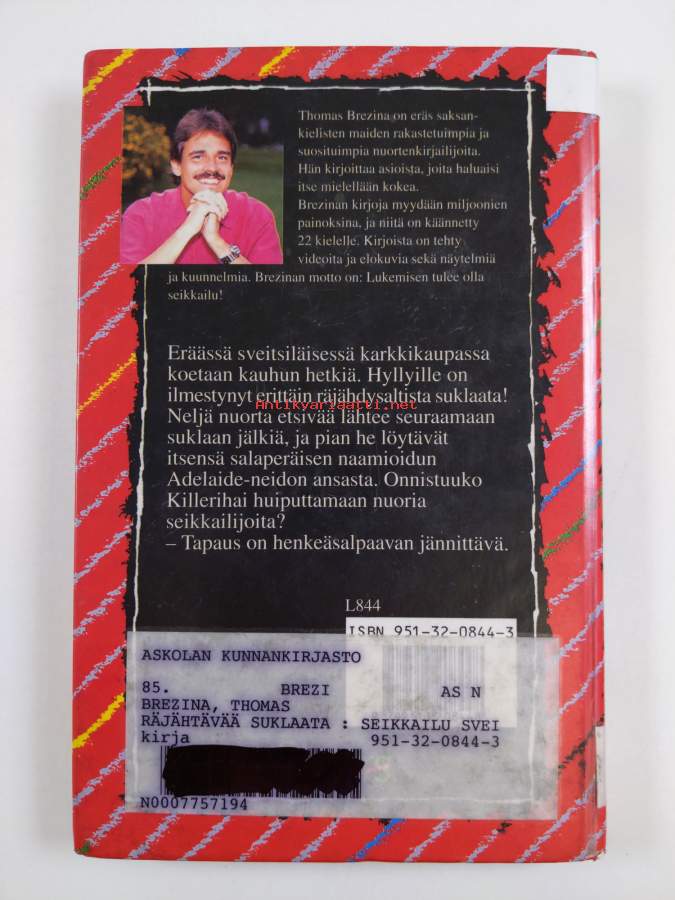 Thomas Brezina on eräs saksan-
kielisten maiden rakastetuimpia ja
suosituimpia nuortenkirjailijoita.
Hän kirjoittaa asioista, joita haluaisi
itse mielellään kokea.
Brezinan kirjoja myydään miljoonien
painoksina, ja niitä on käännetty
22 kielelle. Kirjoista on tehty
videoita ja elokuvia sekä näytelmiä
ja kuunnelmia. Brezinan motto on: Lukemisen tulee olla
seikkailu!
Eräässä sveitsiläisessä karkkikaupassa
koetaan kauhun hetkiä. Hyllyille on
ilmestynyt erittäin räjähdysaltista suklaata!
Antikvariaatti.net
Neljä nuorta etsivää lähtee seuraamaan
suklaan jälkiä, ja pian he löytävät
itsensä salaperäisen naamioidun
Adelaide-neidon ansasta. Onnistuuko
Killerihai huiputtamaan nuoria
seikkailijoita?
– Tapaus on henkeäsalpaavan jännittävä.
L844
ISBN 951-32-0844-3
ASKOLAN KUNNANKIRJASTO
85. BREZI AS N
BREZINA, THOMAS
RÄJÄHTÄVÄÄ SUKLAATA : SEIKKAILU SVEI
kirja 951-32-0844-3
N0007757194